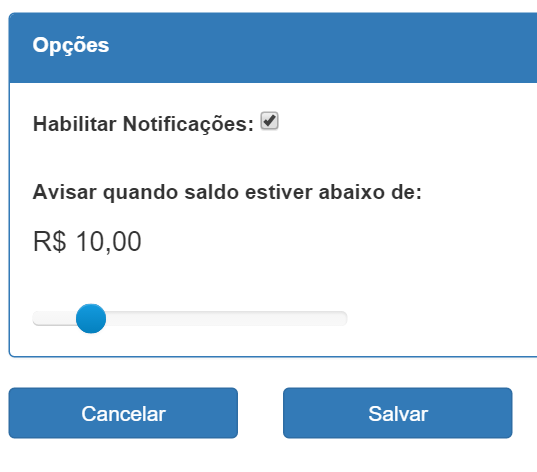 Opções
Habilitar Notificações:
Avisar quando saldo estiver abaixo de:
R$ 10,00
Cancelar
Salvar